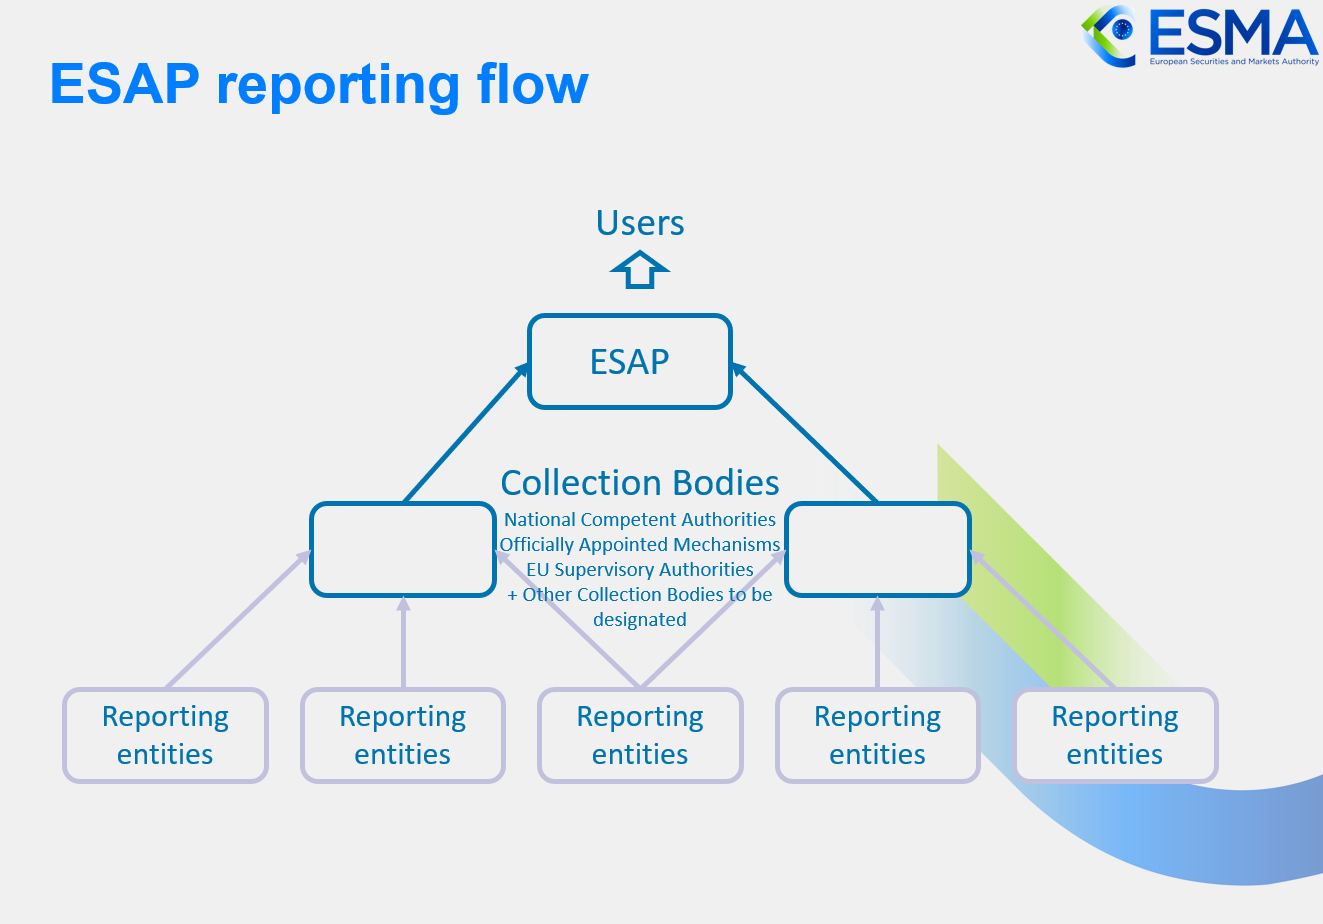 ESMA
European Securities and Markets Authority
ESAP reporting flow
Users
ESAP
Collection Bodies
National Competent Authorities
Officially Appointed Mechanisms
EU Supervisory Authorities
+ Other Collection Bodies to be
designated
Reporting
entities
Reporting
entities
Reporting
entities
Reporting
entities
Reporting
entities